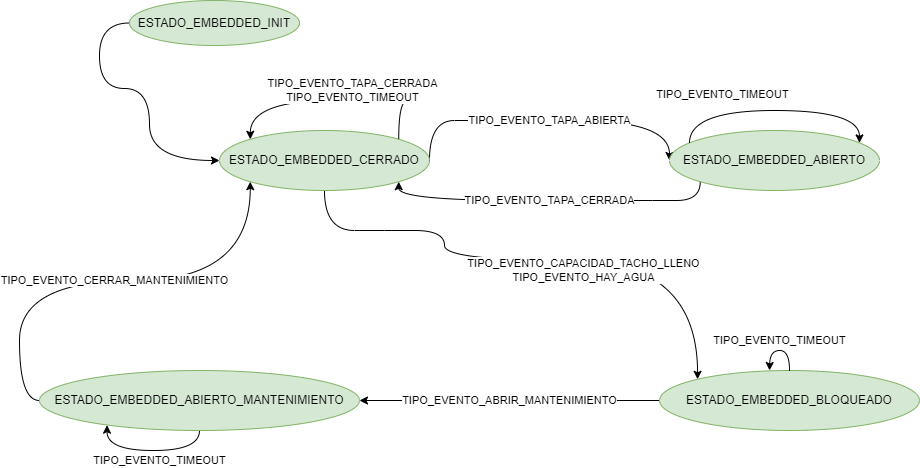 ESTADO_EMBEDDED_INIT
TIPO_EVENTO_TAPA_CERRADA
TIPO_EVENTO_TIMEOUT
TIPO_EVENTO_TIMEOUT
TIPO_EVENTO_TAPA_ABIERTA
ESTADO_EMBEDDED_CERRADO
ESTADO_EMBEDDED_ABIERTO
TIPO_EVENTO_TAPA_CERRADA
TIPO_EVENTO_CAPACIDAD_TACHO_LLENO
TIPO_EVENTO_HAY_AGUA
TIPO_EVENTO_CERRAR_MANTENIMIENTO
TIPO_EVENTO_TIMEOUT
ESTADO_EMBEDDED_ABIERTO_MANTENIMIENTO
TIPO_EVENTO_ABRIR_MANTENIMIENTO
ESTADO_EMBEDDED_BLOQUEADO
TIPO_EVENTO_TIMEOUT